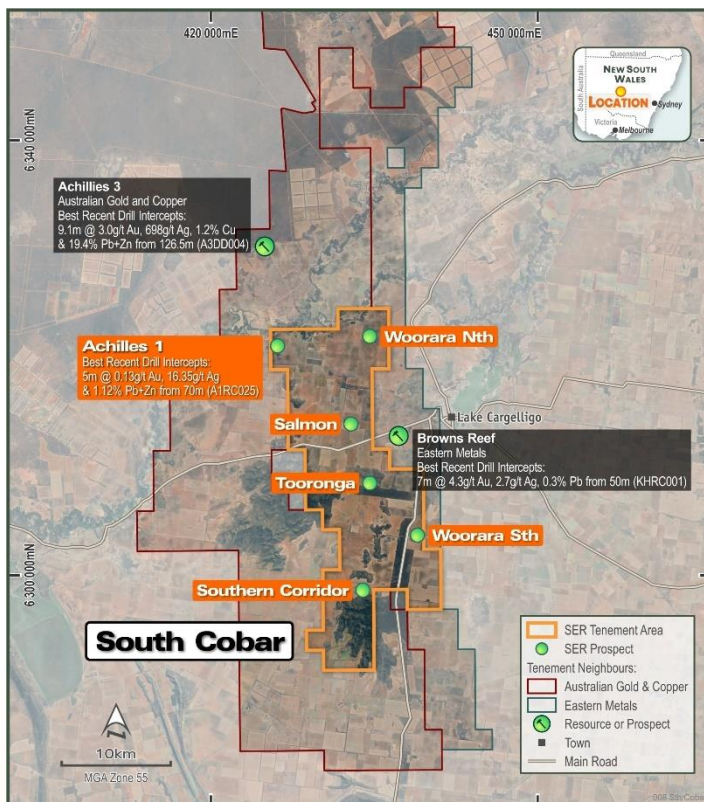 420 000mE
450 000mE
Queensland
South Australia
NEW SOUTH
WALES
LOCATION
Sydney
Victoria
Melbourne
6 340 000mN
Achillies 3
Australian Gold and Copper
Best Recent Drill Intercepts:
9.1m @ 3.0g/t Au, 698g/t Ag, 1.2% Cu
& 19.4% Pb+Zn from 126.5m (A3DD004)
Achilles 1
Best Recent Drill Intercepts:
5m @ 0.13g/t Au, 16.35g/t Ag
& 1.12% Pb+Zn from 70m (A1RC025)
Woorara Nth
Salmon
Lake Cargelligo
Browns Reef
Eastern Metals
Best Recent Drill Intercepts:
7m @ 4.3g/t Au, 2.7g/t Ag, 0.3% Pb from 50m (KHRC001)
Tooronga
Woorara Sth
6 300 000mN
Southern Corridor
South Cobar
SER Tenement Area
SER Prospect
Tenement Neighbours:
Australian Gold & Copper
Eastern Metals
Resource or Prospect
Town
Main Road
N
10km
MGA Zone 55